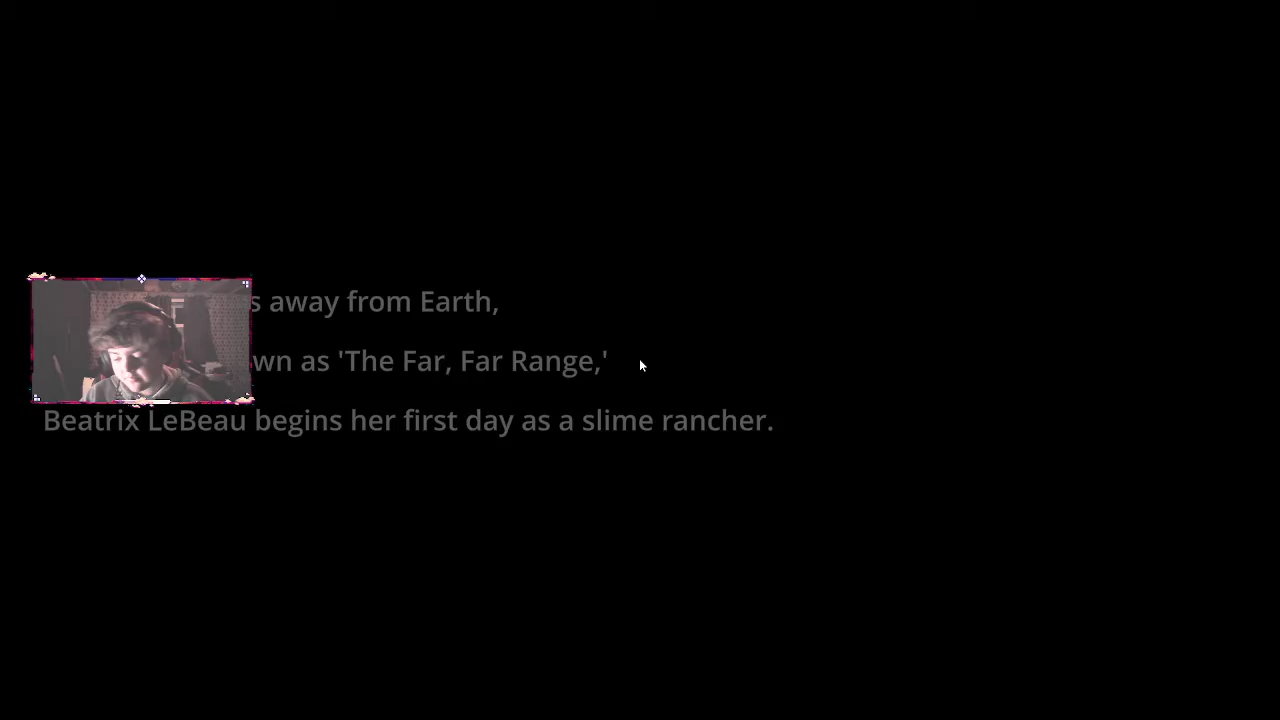 s away from Earth,
wn as 'The Far, Far Range,'
Beatrix LeBeau begins her first day as a slime rancher.